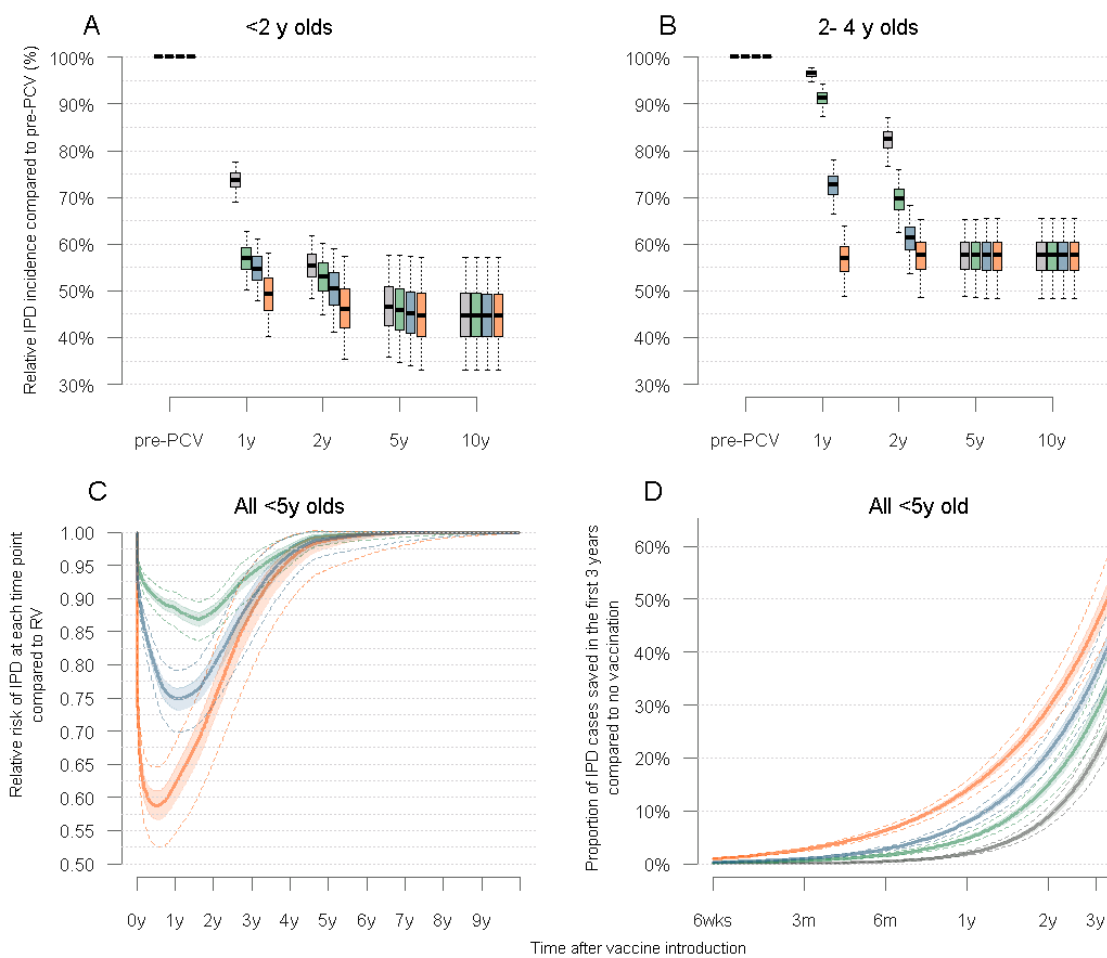 A
<2 y olds
B
2- 4 y olds
Relative IPD incidence compared to pre-PCV (%)
100%
90%
80%
70%
60%
50%
40%
30%
pre-PCV
1y
2y
5y
10y
100%
90%
80%
70%
60%
50%
40%
30%
pre-PCV
1y
2y
5y
10y
C
All <5y olds
D
All <5y old
Relative risk of IPD at each time point
compared to RV
1.00
0.95
0.90
0.85
0.80
0.75
0.70
0.65
0.60
0.55
0.50
0y
1y
2y
3y
4y
5y
6y
7y
8y
9y
Proportion of IPD cases saved in the first 3 years
compared to no vaccination
60%
50%
40%
30%
20%
10%
0%
6wks
3m
6m
1y
2y
3y
Time after vaccine introduction